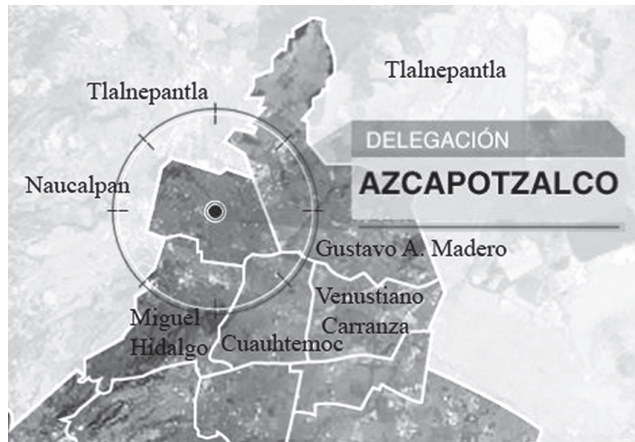 Tlalnepantla
Tlalnepantla
DELEGACIÓN
AZCAPOTZALCO
Naucalpan
Gustavo A. Madero
Venustiano
Carranza
Miguel
Hidalgo
Cuauhtemoc